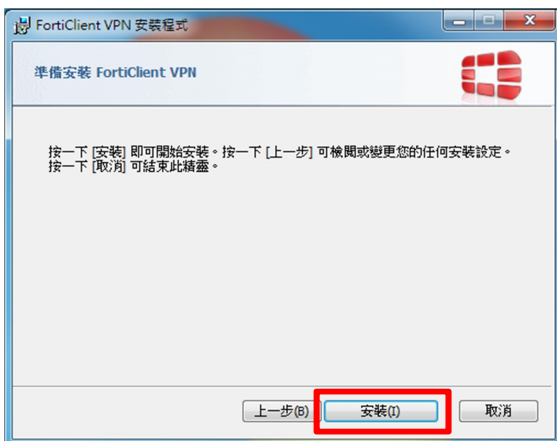 FortiClient VPN 安裝程式
準備安裝 FortiClient VPN
按一下 [安裝] 即可開始安裝。按一下 [上一步] 可檢閱或變更您的任何安裝設定。
按一下 [取消] 可結束此精靈。
上一步(B) 安裝(I) 取消